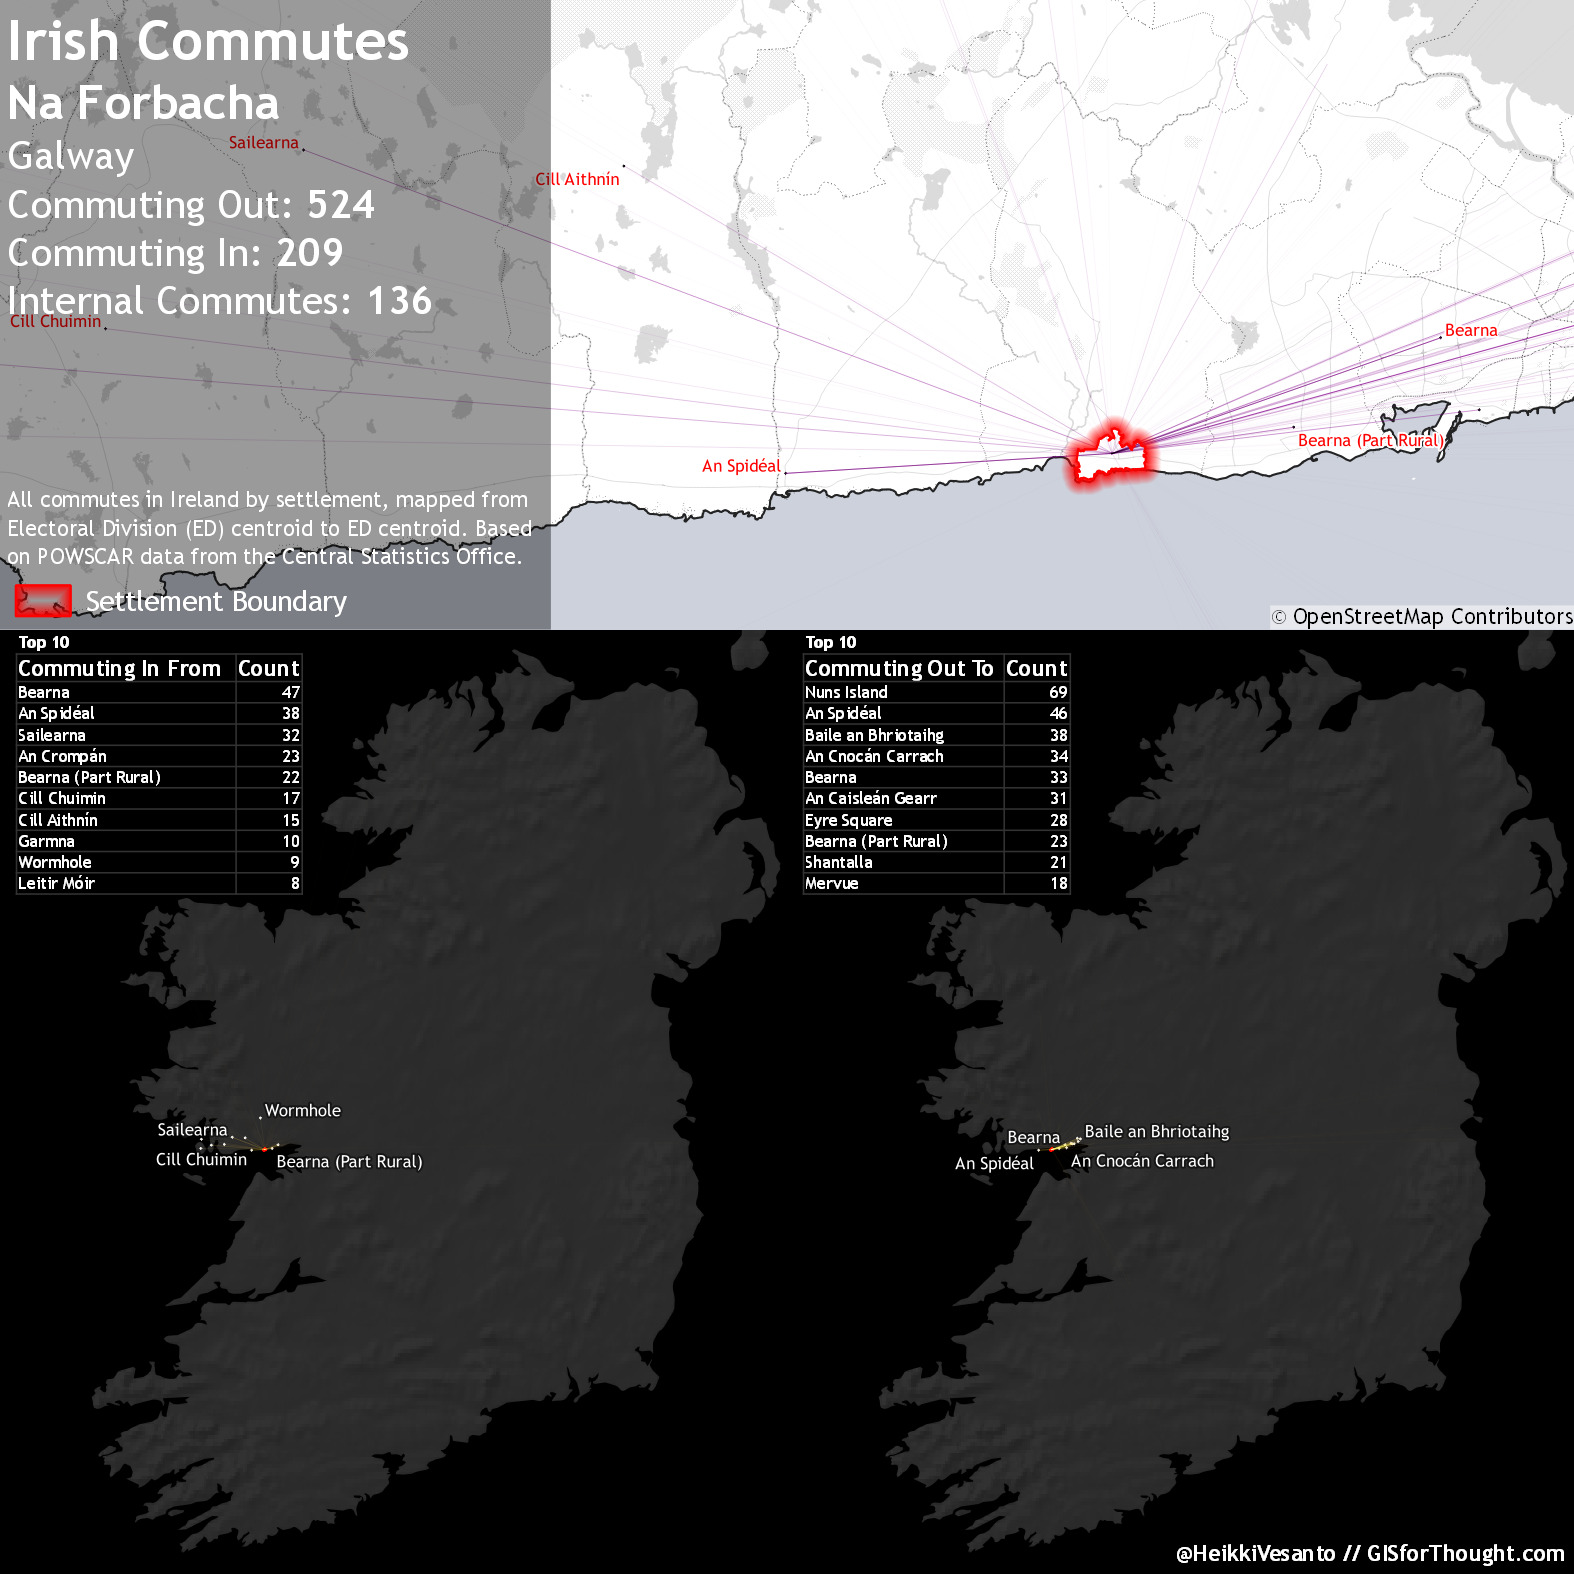 Irish Commutes
Na Forbacha
Galway
Commuting Out: 524
Commuting In: 209
Internal Commutes: 136
Sailearna
Cill Aithnín
Cill Chuimin
Bearna
Bearna (Part Rural)
An Spidéal
All commutes in Ireland by settlement, mapped from
Electoral Division (ED) centroid to ED centroid. Based
on POWSCAR data from the Central Statistics Office.
Settlement Boundary
© OpenStreetMap Contributors
Top 10
Commuting In From Count
Bearna 47
An Spidéal 38
Sailearna 32
An Crompán 23
Bearna (Part Rural) 22
Cill Chuimin 17
Cill Aithnín 15
Garmna 10
Wormhole 9
Leitir Móir 8
Top 10
Commuting Out To Count
Nuns Island 69
An Spidéal 46
Baile an Bhriotaihg 38
An Cnocán Carrach 34
Bearna 33
An Caisleán Gearr 31
Eyre Square 28
Bearna (Part Rural) 23
Shantalla 21
Mervue 18
Wormhole
Sailearna
Cill Chuimin
Bearna (Part Rural)
Bearna
Baile an Bhriotaihg
An Spidéal
An Cnocán Carrach
@HeikkiVesanto // GISforThought.com